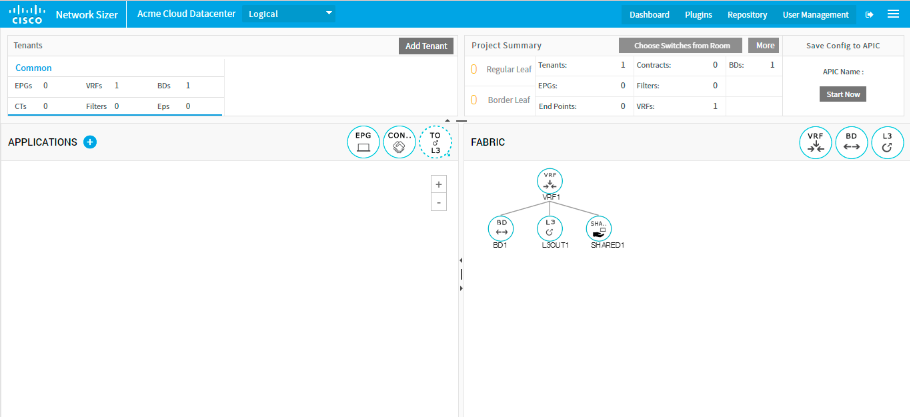 CISCO Network Sizer Acme Cloud Datacenter Logical Dashboard Plugins Repository User Management
Tenants Add Tenant
Common
EPGs 0 VRFs 1 BDs 1
CTs 0 Filters 0 Eps 0
Project Summary Choose Switches from Room More
0 Regular Leaf
0 Border Leaf
Tenants: 1 Contracts: 0 BDs: 1
EPGs: 0 Filters: 0
End Points: 0 VRFs: 1
Save Config to APIC
APIC Name :
Start Now
APPLICATIONS +
EPG
CON..
TO
L3
+
-
FABRIC
VRF
BD
L3
VRF
VRF1
BD
BD1
L3
L3OUT1
SHA..
SHARED1